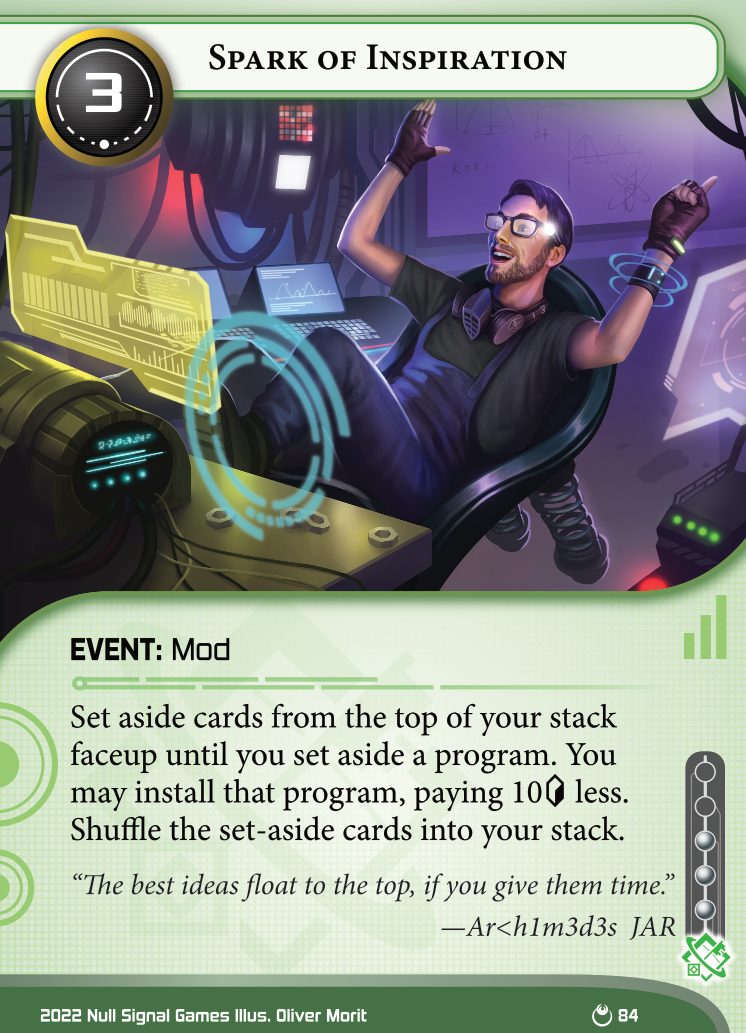 3
Spark of Inspiration
EVENT: Mod
Set aside cards from the top of your stack
faceup until you set aside a program. You
may install that program, paying 10 less.
Shuffle the set-aside cards into your stack.
“The best ideas float to the top, if you give them time.”
—Ar<h1m3d3s JAR
2022 Null Signal Games Illus. Oliver Morit
84